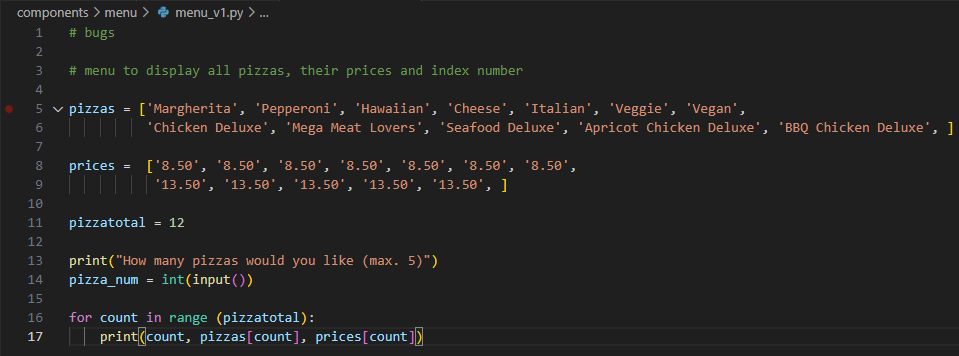 components > menu > menu_v1.py > ...
1 # bugs
2
3 # menu to display all pizzas, their prices and index number
4
5 pizzas = ['Margherita', 'Pepperoni', 'Hawaiian', 'Cheese', 'Italian', 'Veggie', 'Vegan',
6 'Chicken Deluxe', 'Mega Meat Lovers', 'Seafood Deluxe', 'Apricot Chicken Deluxe', 'BBQ Chicken Deluxe', ]
7
8 prices =  ['8.50', '8.50', '8.50', '8.50', '8.50', '8.50', '8.50',
9 '13.50', '13.50', '13.50', '13.50', '13.50', ]
10
11 pizzatotal = 12
12
13 print("How many pizzas would you like (max. 5)")
14 pizza_num = int(input())
15
16 for count in range (pizzatotal):
17 print(count, pizzas[count], prices[count])